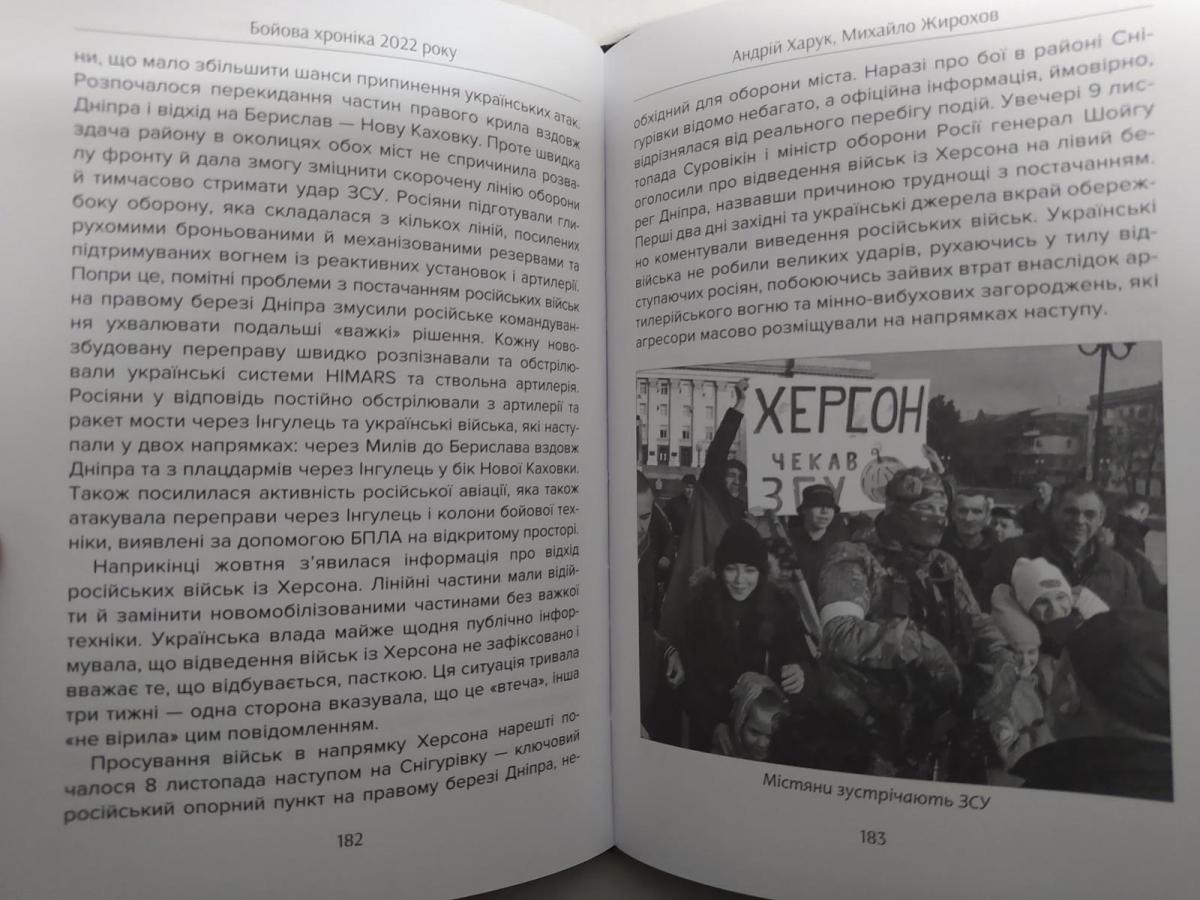 Бойова хроніка 2022 року
ни, що мало збільшити шанси припинення українських атак.
Розпочалося перекидання частин правого крила вздовж
Дніпра і відхід на Берислав — Нову Каховку. Проте швидка
здача району в околицях обох міст не спричинила розва-
лу фронту й дала змогу зміцнити скорочену лінію оборони
й тимчасово стримати удар ЗСУ. Росіяни підготували гли-
боку оборону, яка складалася з кількох ліній, посилених
рухомими броньованими й механізованими резервами та
підтримуваних вогнем із реактивних установок і артилерії.
Попри це, помітні проблеми з постачанням російських військ
на правому березі Дніпра змусили російське командуван-
ня ухвалювати подальші «важкі» рішення. Кожну ново-
збудовану переправу швидко розпізнавали та обстрілю-
вали українські системи HIMARS та ствольна артилерія.
Росіяни у відповідь постійно обстрілювали з артилерії та
ракет мости через Інгулець та українські війська, які насту-
пали у двох напрямках: через Милів до Берислава вздовж
Дніпра та з плацдармів через Інгулець у бік Нової Каховки.
Також посилилася активність російської авіації, яка також
атакувала переправи через Інгулець і колони бойової тех-
ніки, виявлені за допомогою БПЛА на відкритому просторі.
Наприкінці жовтня з’явилася інформація про відхід
російських військ із Херсона. Лінійні частини мали відій-
ти й замінити новомобілізованими частинами без важкої
техніки. Українська влада майже щодня публічно інфор-
мувала, що відведення військ із Херсона не зафіксовано і
вважає те, що відбувається, пасткою. Ця ситуація тривала
три тижні — одна сторона вказувала, що це «втеча», інша
«не вірила» цим повідомленням.
Просування військ в напрямку Херсона нарешті по-
чалося 8 листопада наступом на Снігурівку — ключовий
російський опорний пункт на правому березі Дніпра, не-
182
Андрій Харук, Михайло Жирохов
обхідний для оборони міста. Наразі про бої в районі Сні-
гурівки відомо небагато, а офіційна інформація, ймовірно,
відрізнялася від реального перебігу подій. Увечері 9 лис-
топада Суровікін і міністр оборони Росії генерал Шойгу
оголосили про відведення військ із Херсона на лівий бе-
рег Дніпра, назвавши причиною труднощі з постачанням.
Перші два дні західні та українські джерела вкрай обереж-
но коментували виведення російських військ. Українські
війська не робили великих ударів, рухаючись у тилу від-
ступаючих росіян, побоюючись зайвих втрат внаслідок ар-
тилерійського вогню та мінно-вибухових загороджень, які
агресори масово розміщували на напрямках наступу.
ХЕРСОН
ЧЕКАВ
ЗСУ
Містяни зустрічають ЗСУ
183